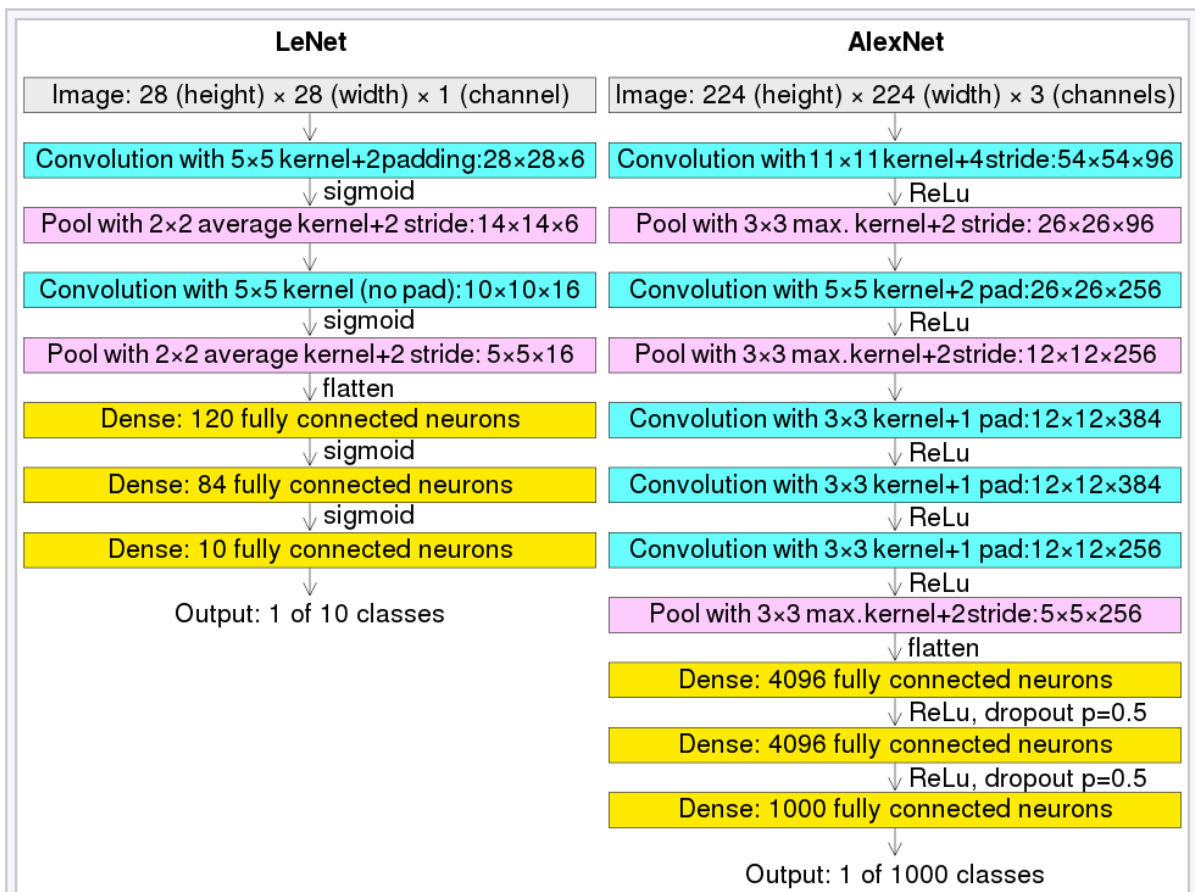 LeNet
Image: 28 (height) × 28 (width) × 1 (channel)
Convolution with 5×5 kernel+2padding:28×28×6
sigmoid
Pool with 2×2 average kernel+2 stride:14×14×6
Convolution with 5×5 kernel (no pad):10×10×16
sigmoid
Pool with 2×2 average kernel+2 stride: 5×5×16
flatten
Dense: 120 fully connected neurons
sigmoid
Dense: 84 fully connected neurons
sigmoid
Dense: 10 fully connected neurons
Output: 1 of 10 classes
AlexNet
Image: 224 (height) × 224 (width) × 3 (channels)
Convolution with 11×11 kernel+4 stride:54×54×96
ReLu
Pool with 3×3 max. kernel+2 stride: 26×26×96
Convolution with 5×5 kernel+2 pad:26×26×256
ReLu
Pool with 3×3 max.kernel+2stride:12×12×256
Convolution with 3×3 kernel+1 pad:12×12×384
ReLu
Convolution with 3×3 kernel+1 pad:12×12×384
ReLu
Convolution with 3×3 kernel+1 pad:12×12×256
ReLu
Pool with 3×3 max.kernel+2stride:5×5×256
flatten
Dense: 4096 fully connected neurons
ReLu, dropout p=0.5
Dense: 4096 fully connected neurons
ReLu, dropout p=0.5
Dense: 1000 fully connected neurons
Output: 1 of 1000 classes